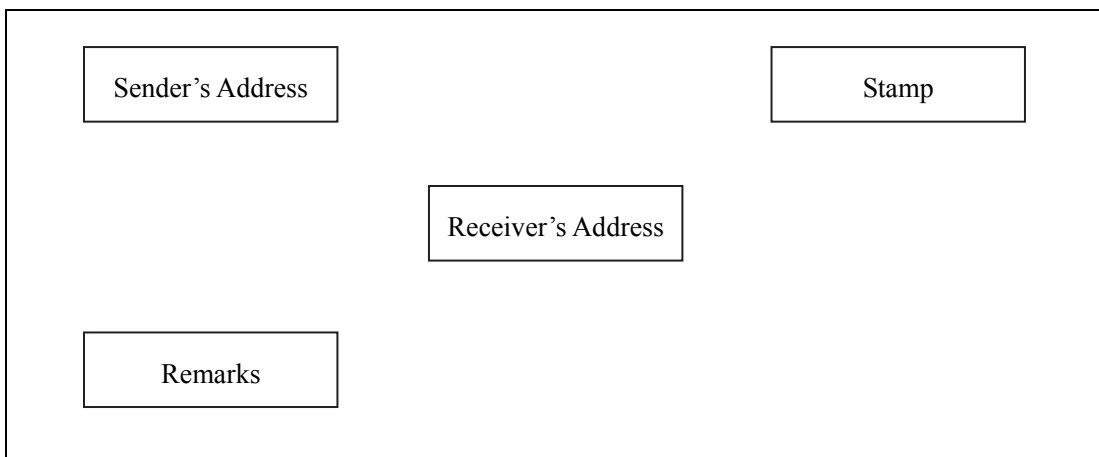 Sender’s Address
Stamp
Receiver’s Address
Remarks